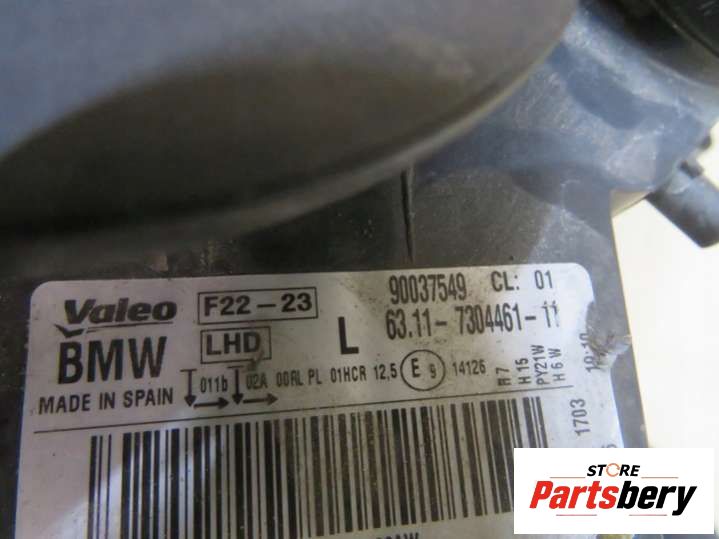 Valeo F22-23 90037549 CL: 01
BMW LHD L 63.11-7304461-11
MADE IN SPAIN 011b 02A 00RL PL 01HCR 12,5 E9 14126
R7
H15
PY21W
H6W
1703
STORE
Partsbery